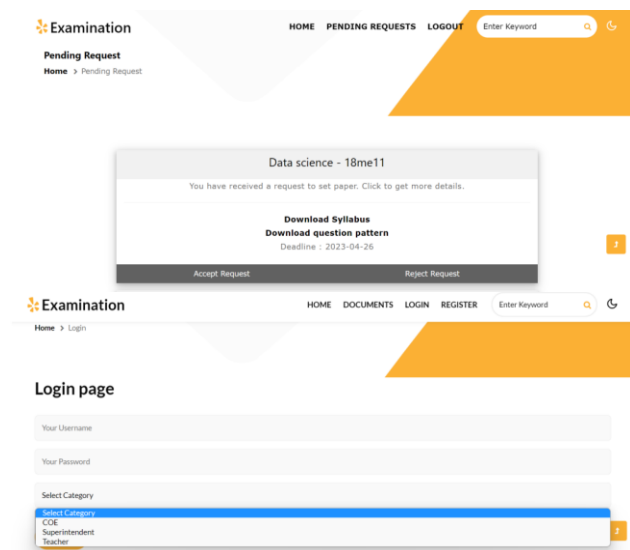 Examination
HOME PENDING REQUESTS LOGOUT Enter Keyword
Pending Request
Home > Pending Request
Data science - 18me11
You have received a request to set paper. Click to get more details.
Download Syllabus
Download question pattern
Deadline : 2023-04-26
Accept Request Reject Request
Examination
HOME DOCUMENTS LOGIN REGISTER Enter Keyword
Home > Login
Login page
Your Username
Your Password
Select Category
Select Category
COE
Superintendent
Teacher